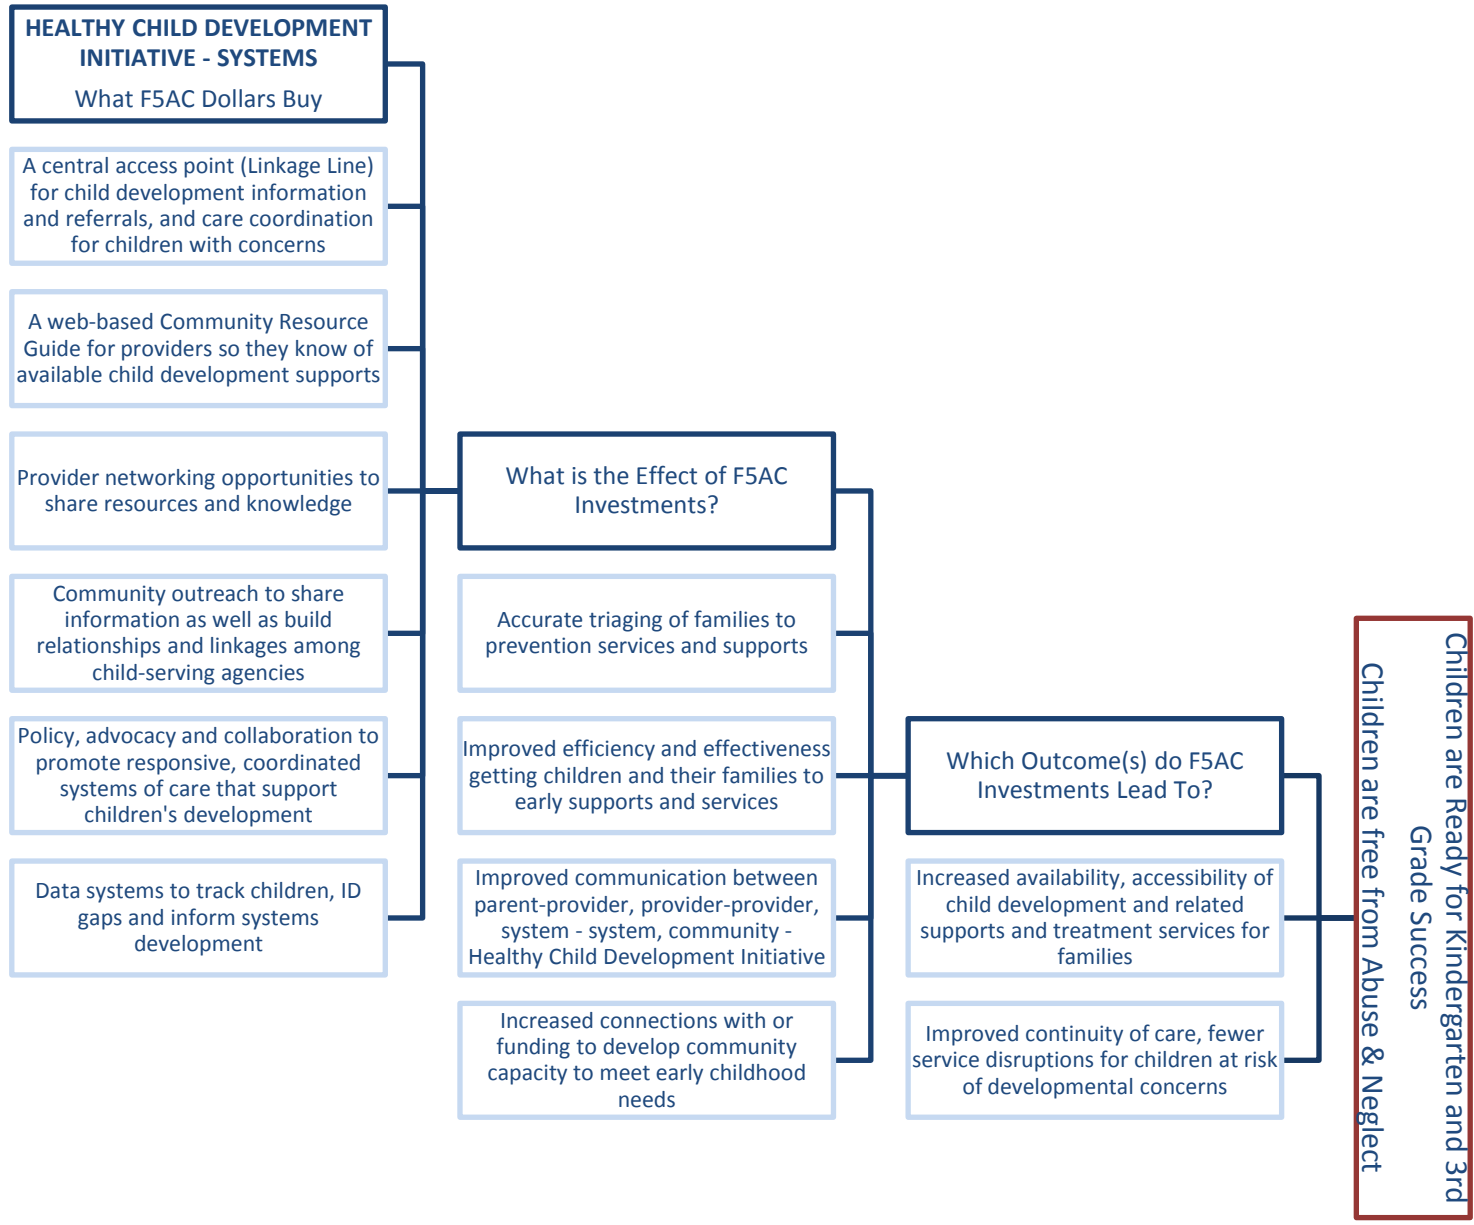 HEALTHY CHILD DEVELOPMENT
INITIATIVE - SYSTEMS
What F5AC Dollars Buy
A central access point (Linkage Line)
for child development information
and referrals, and care coordination
for children with concerns
A web-based Community Resource
Guide for providers so they know of
available child development supports
Provider networking opportunities to
share resources and knowledge
Community outreach to share
information as well as build
relationships and linkages among
child-serving agencies
Policy, advocacy and collaboration to
promote responsive, coordinated
systems of care that support
children's development
Data systems to track children, ID
gaps and inform systems
development
What is the Effect of F5AC
Investments?
Accurate triaging of families to
prevention services and supports
Improved efficiency and effectiveness
getting children and their families to
early supports and services
Improved communication between
parent-provider, provider-provider,
system - system, community -
Healthy Child Development Initiative
Increased connections with or
funding to develop community
capacity to meet early childhood
needs
Which Outcome(s) do F5AC
Investments Lead To?
Increased availability, accessibility of
child development and related
supports and treatment services for
families
Improved continuity of care, fewer
service disruptions for children at risk
of developmental concerns
Children are Ready for Kindergarten and 3rd
Grade Success
Children are free from Abuse & Neglect